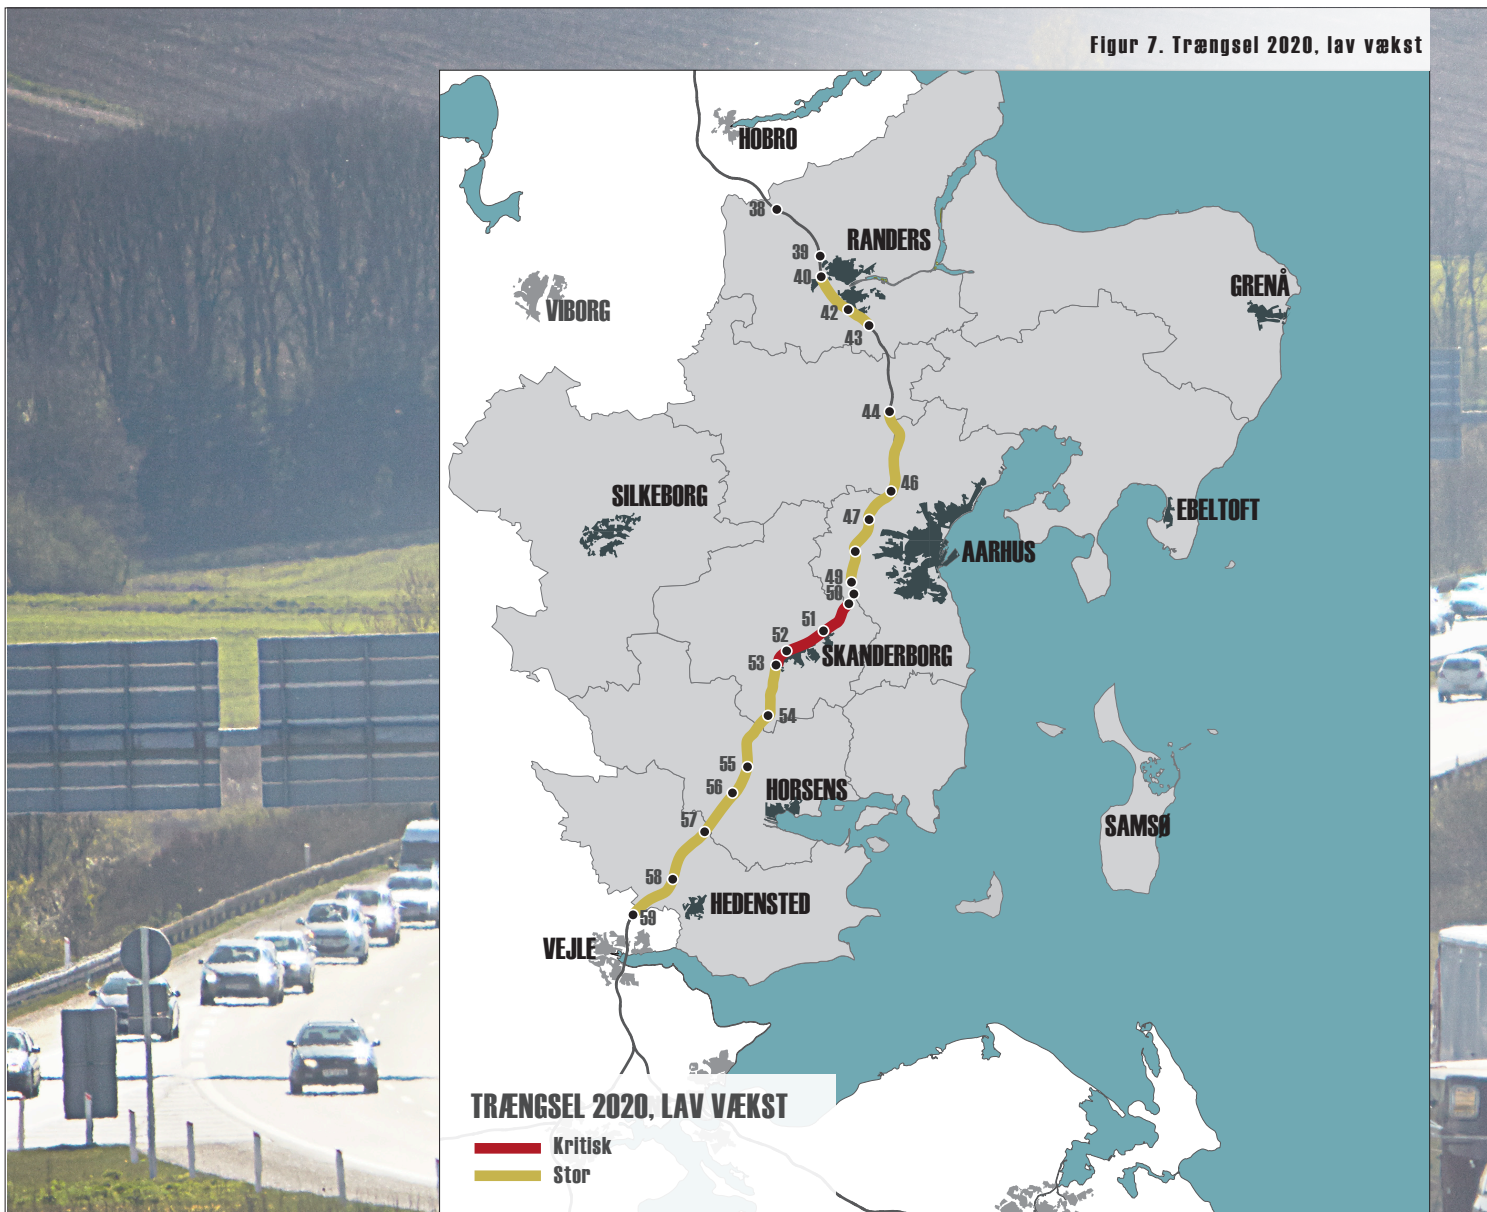 Figur 7. Trængsel 2020, lav vækst
HOBRO
38
RANDERS
39
40
GRENÅ
VIBORG
42
43
44
46
SILKEBORG
47
EBELTOFT
AARHUS
49
50
51
52
SKANDERBORG
53
54
55
56
HORSENS
57
SAMSØ
58
HEDENSTED
59
VEJLE
TRÆNGSEL 2020, LAV VÆKST
Kritisk
Stor